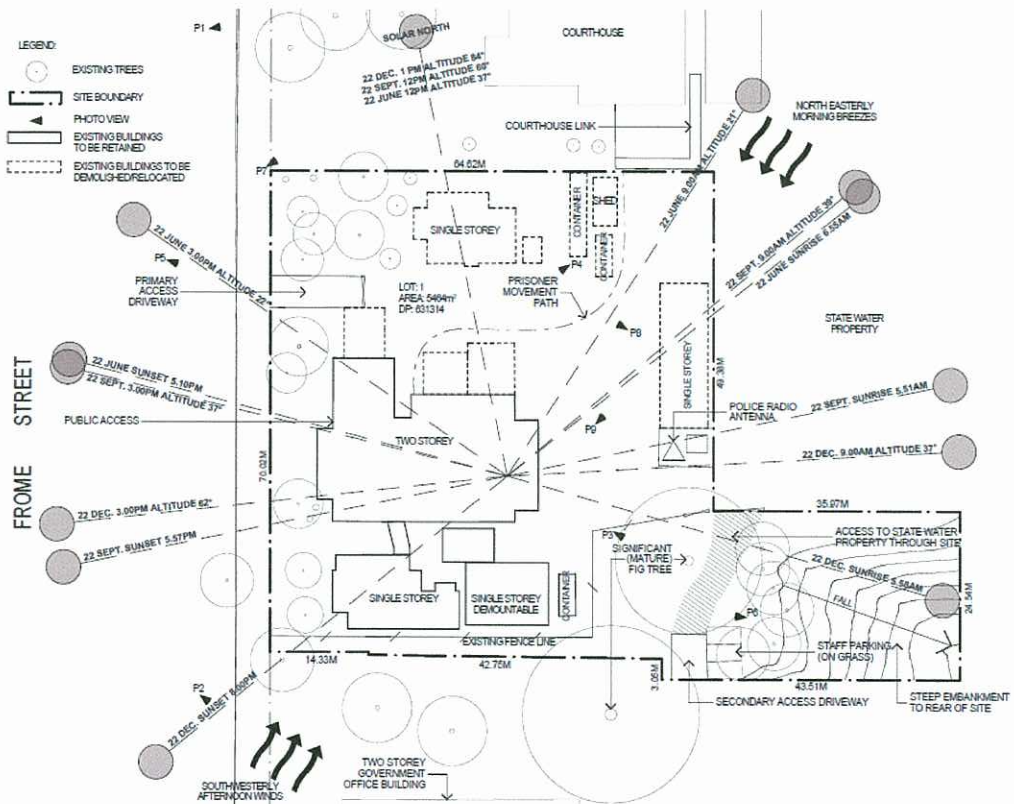 LEGEND:
EXISTING TREES
SITE BOUNDARY
PHOTO VIEW
EXISTING BUILDINGS
TO BE RETAINED
EXISTING BUILDINGS TO BE
DEMOLISHED/RELOCATED
P1
SOLAR NORTH
22 DEC. 1 PM ALTITUDE 84°
22 SEPT. 12PM ALTITUDE 60°
22 JUNE 12PM ALTITUDE 37°
COURTHOUSE
COURTHOUSE LINK
NORTH EASTERLY
MORNING BREEZES
22 JUNE 9.00AM ALTITUDE 21°
22 SEPT. 9.00AM ALTITUDE 39°
22 JUNE SUNRISE 6.55AM
P7
64.62M
SINGLE STOREY
CONTAINER
SHED
CONTAINER
P4
22 JUNE 3.00PM ALTITUDE 22°
P5
PRIMARY
ACCESS
DRIVEWAY
LOT: 1
AREA: 5464m²
DP: 631314
PRISONER
MOVEMENT
PATH
P8
STATE WATER
PROPERTY
SINGLE STOREY
49.38M
22 JUNE SUNSET 5.10PM
22 SEPT. 3.00PM ALTITUDE 37°
PUBLIC ACCESS
FROME STREET
70.02M
TWO STOREY
P9
POLICE RADIO
ANTENNA
22 SEPT. SUNRISE 5.51AM
22 DEC. 9.00AM ALTITUDE 37°
22 DEC. 3.00PM ALTITUDE 62°
22 SEPT. SUNSET 5.57PM
35.97M
ACCESS TO STATE WATER
PROPERTY THROUGH SITE
P3
SIGNIFICANT
(MATURE)
FIG TREE
22 DEC. SUNRISE 5.58AM
FALL
24.54M
SINGLE STOREY
SINGLE STOREY
DEMOUNTABLE
CONTAINER
P6
EXISTING FENCE LINE
STAFF PARKING
(ON GRASS)
14.33M
42.75M
3.05M
43.51M
SECONDARY ACCESS DRIVEWAY
STEEP EMBANKMENT
TO REAR OF SITE
P2
22 DEC. SUNSET 8.00PM
SOUTHWESTERLY
AFTERNOON WINDS
TWO STOREY
GOVERNMENT
OFFICE BUILDING